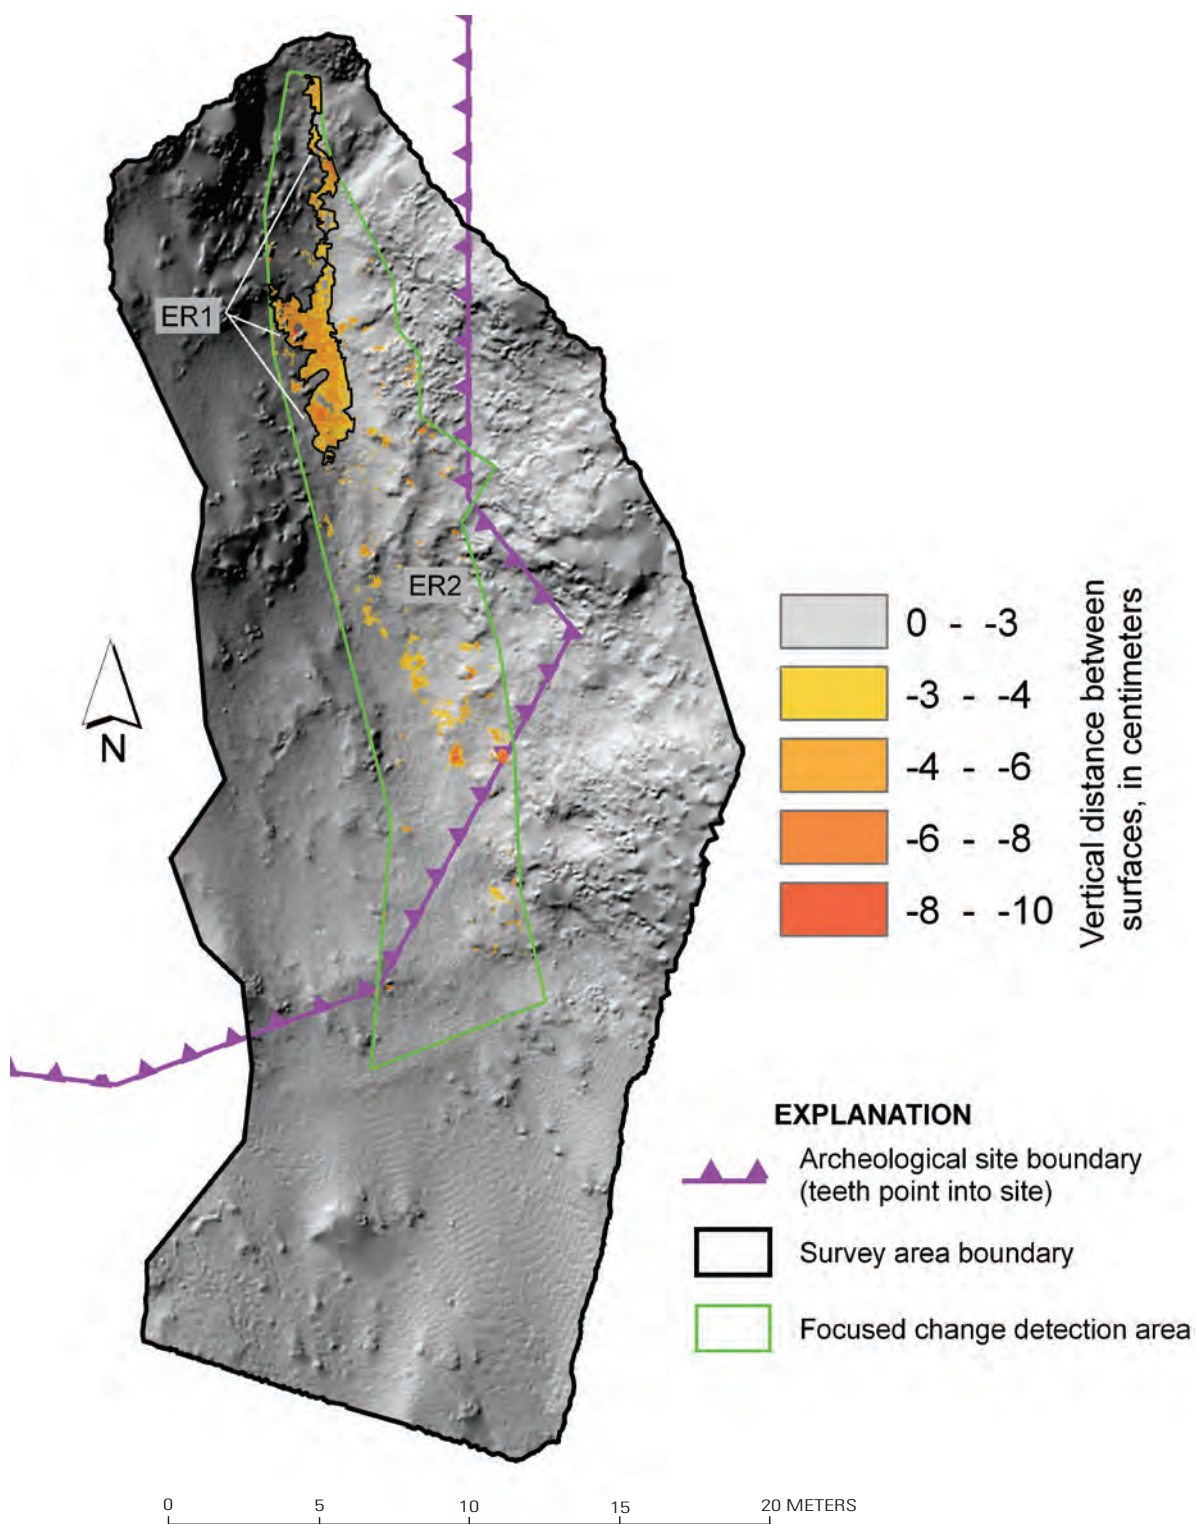 ER1
ER2
N
0 - -3
-3 - -4
-4 - -6
-6 - -8
-8 - -10
Vertical distance between
surfaces, in centimeters
EXPLANATION
Archeological site boundary
(teeth point into site)
Survey area boundary
Focused change detection area
0 5 10 15 20 METERS